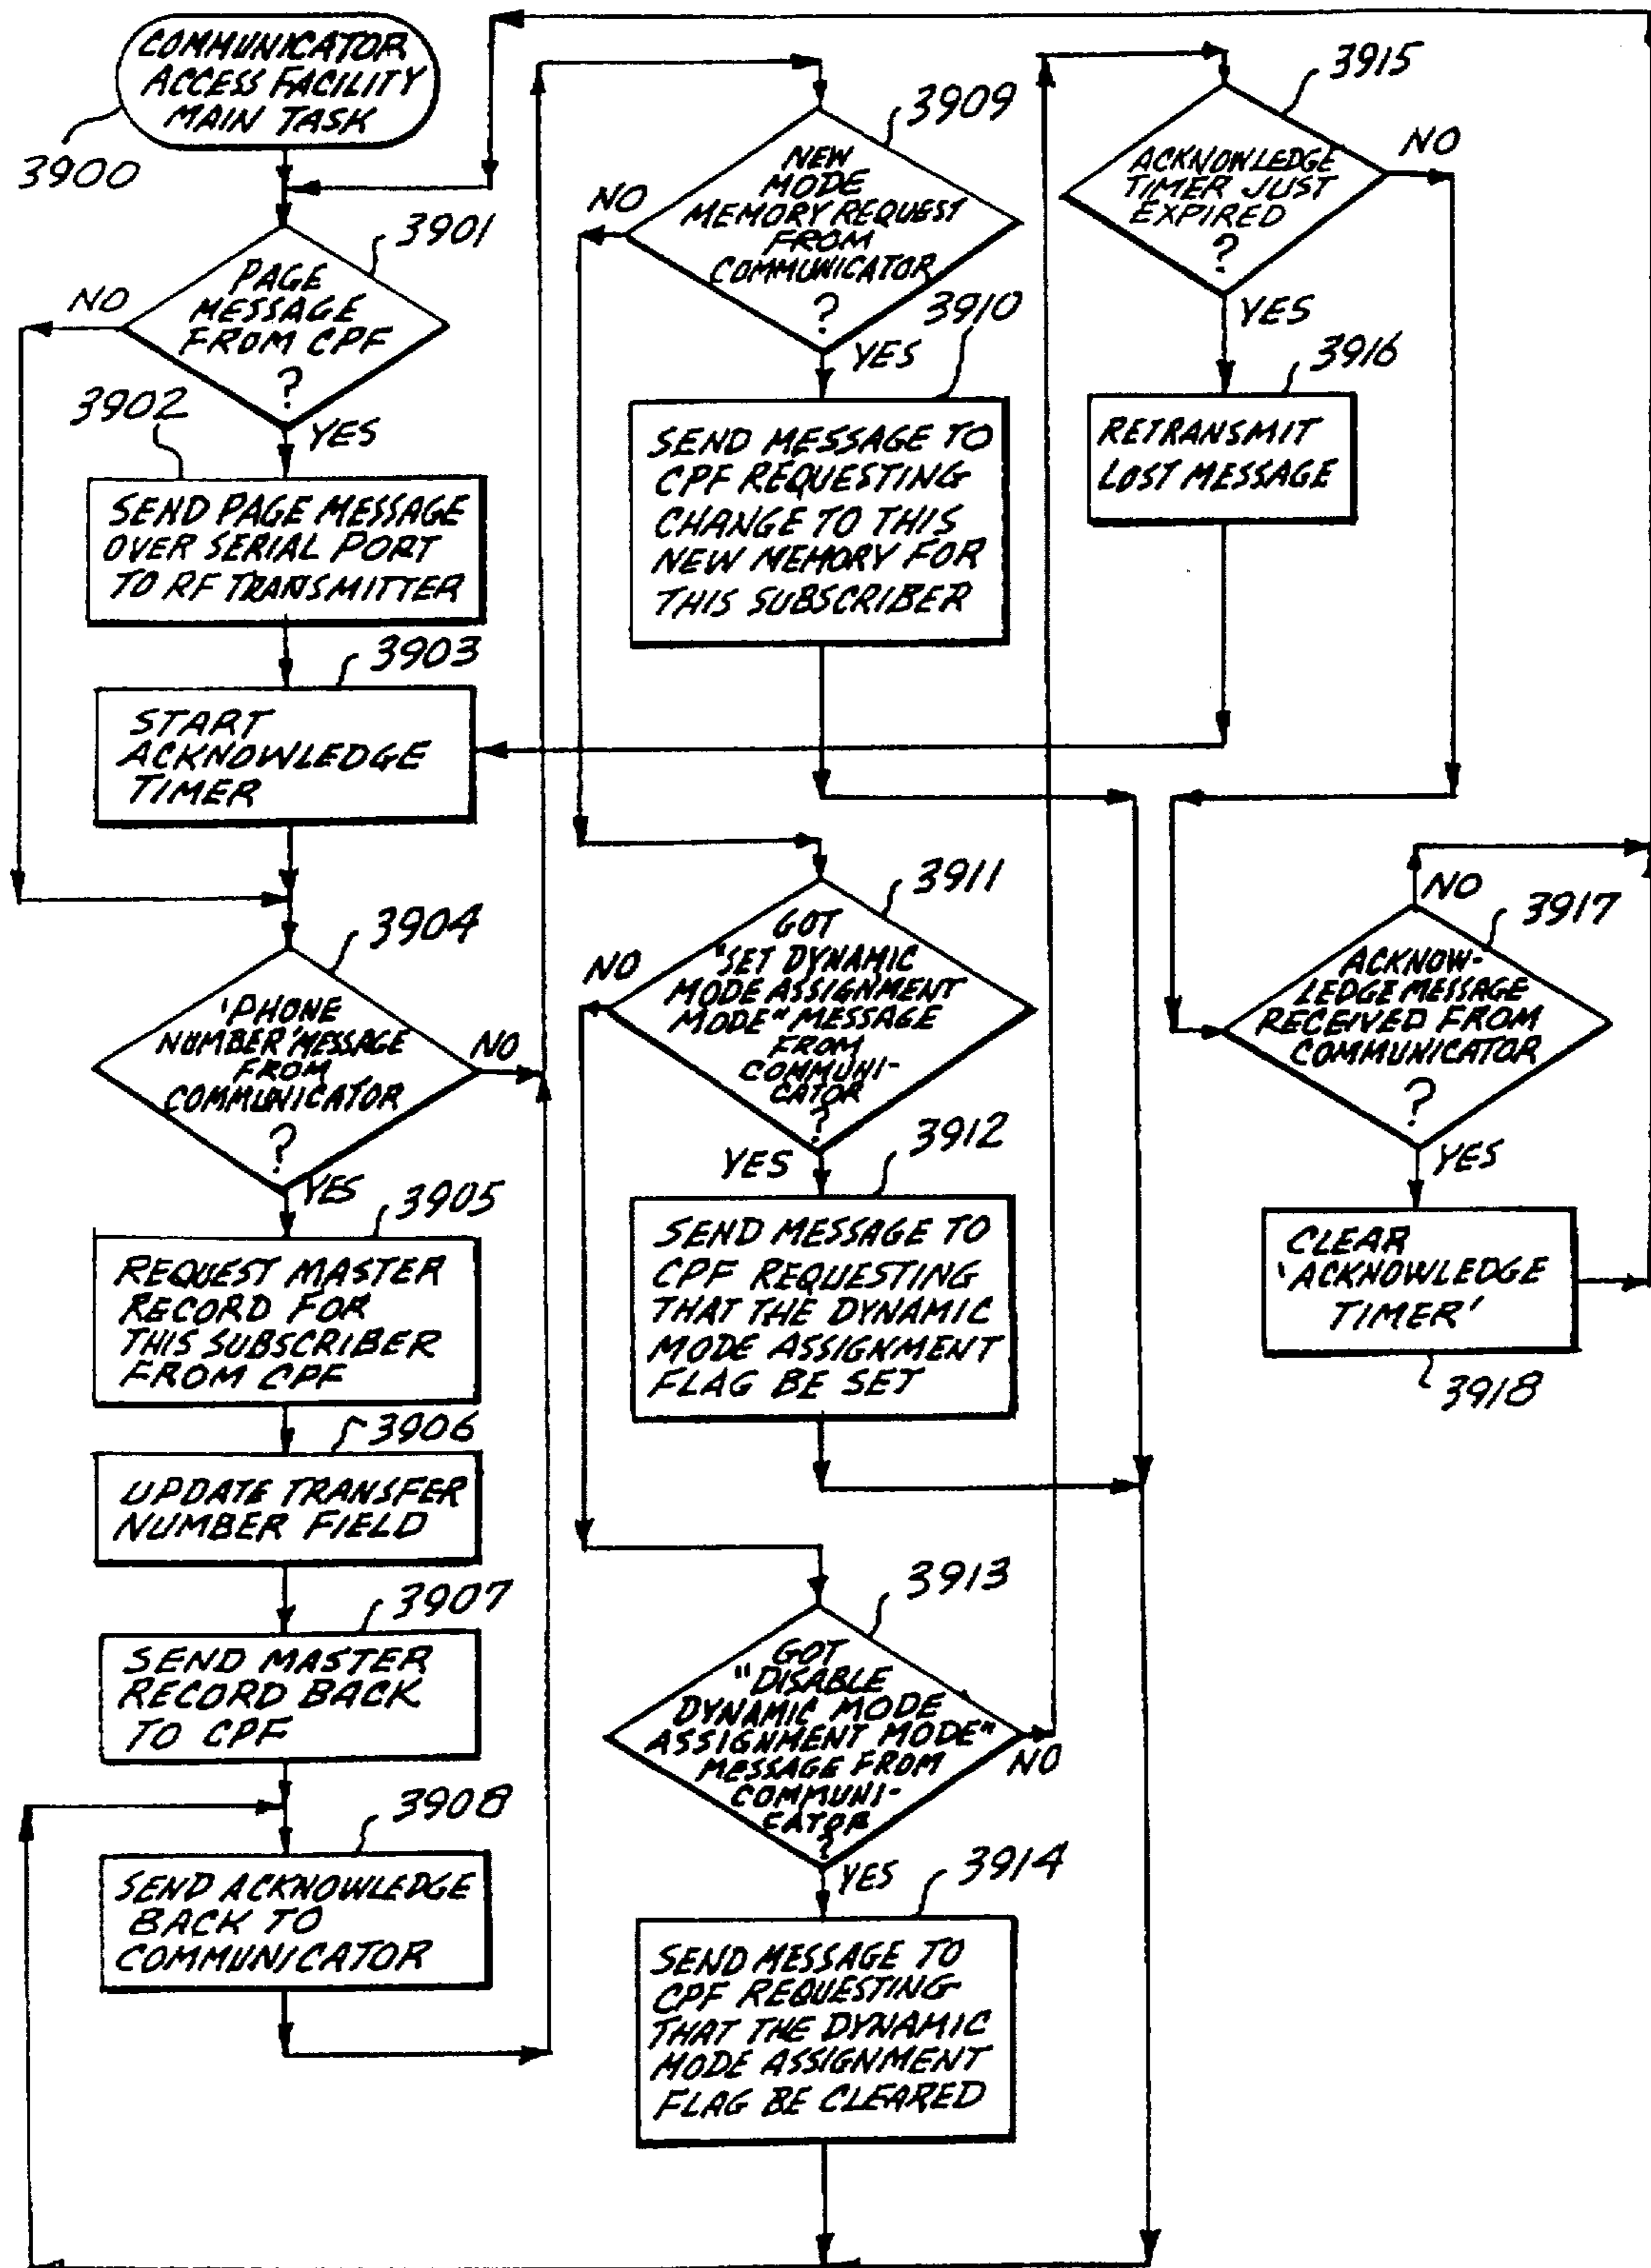 COMMUNICATOR
ACCESS FACILITY
MAIN TASK
3900
3901
PAGE
MESSAGE
FROM CPF
?
NO
YES
3902
SEND PAGE MESSAGE
OVER SERIAL PORT
TO RF TRANSMITTER
3903
START
ACKNOWLEDGE
TIMER
3904
'PHONE
NUMBER' MESSAGE
FROM
COMMUNICATOR
?
NO
YES
3905
REQUEST MASTER
RECORD FOR
THIS SUBSCRIBER
FROM CPF
3906
UPDATE TRANSFER
NUMBER FIELD
3907
SEND MASTER
RECORD BACK
TO CPF
3908
SEND ACKNOWLEDGE
BACK TO
COMMUNICATOR
3909
NEW
MODE
MEMORY REQUEST
FROM
COMMUNICATOR
?
NO
YES
3910
SEND MESSAGE TO
CPF REQUESTING
CHANGE TO THIS
NEW MEMORY FOR
THIS SUBSCRIBER
3911
GOT
"SET DYNAMIC
MODE ASSIGNMENT
MODE" MESSAGE
FROM
COMMUNI-
CATOR
?
NO
YES
3912
SEND MESSAGE TO
CPF REQUESTING
THAT THE DYNAMIC
MODE ASSIGNMENT
FLAG BE SET
3913
GOT
"DISABLE
DYNAMIC MODE
ASSIGNMENT MODE"
MESSAGE FROM
COMMUNI-
CATOR
?
NO
YES
3914
SEND MESSAGE TO
CPF REQUESTING
THAT THE DYNAMIC
MODE ASSIGNMENT
FLAG BE CLEARED
3915
ACKNOWLEDGE
TIMER JUST
EXPIRED
?
NO
YES
3916
RETRANSMIT
LOST MESSAGE
3917
ACKNOW-
LEDGE MESSAGE
RECEIVED FROM
COMMUNICATOR
?
NO
YES
CLEAR
'ACKNOWLEDGE
TIMER'
3918